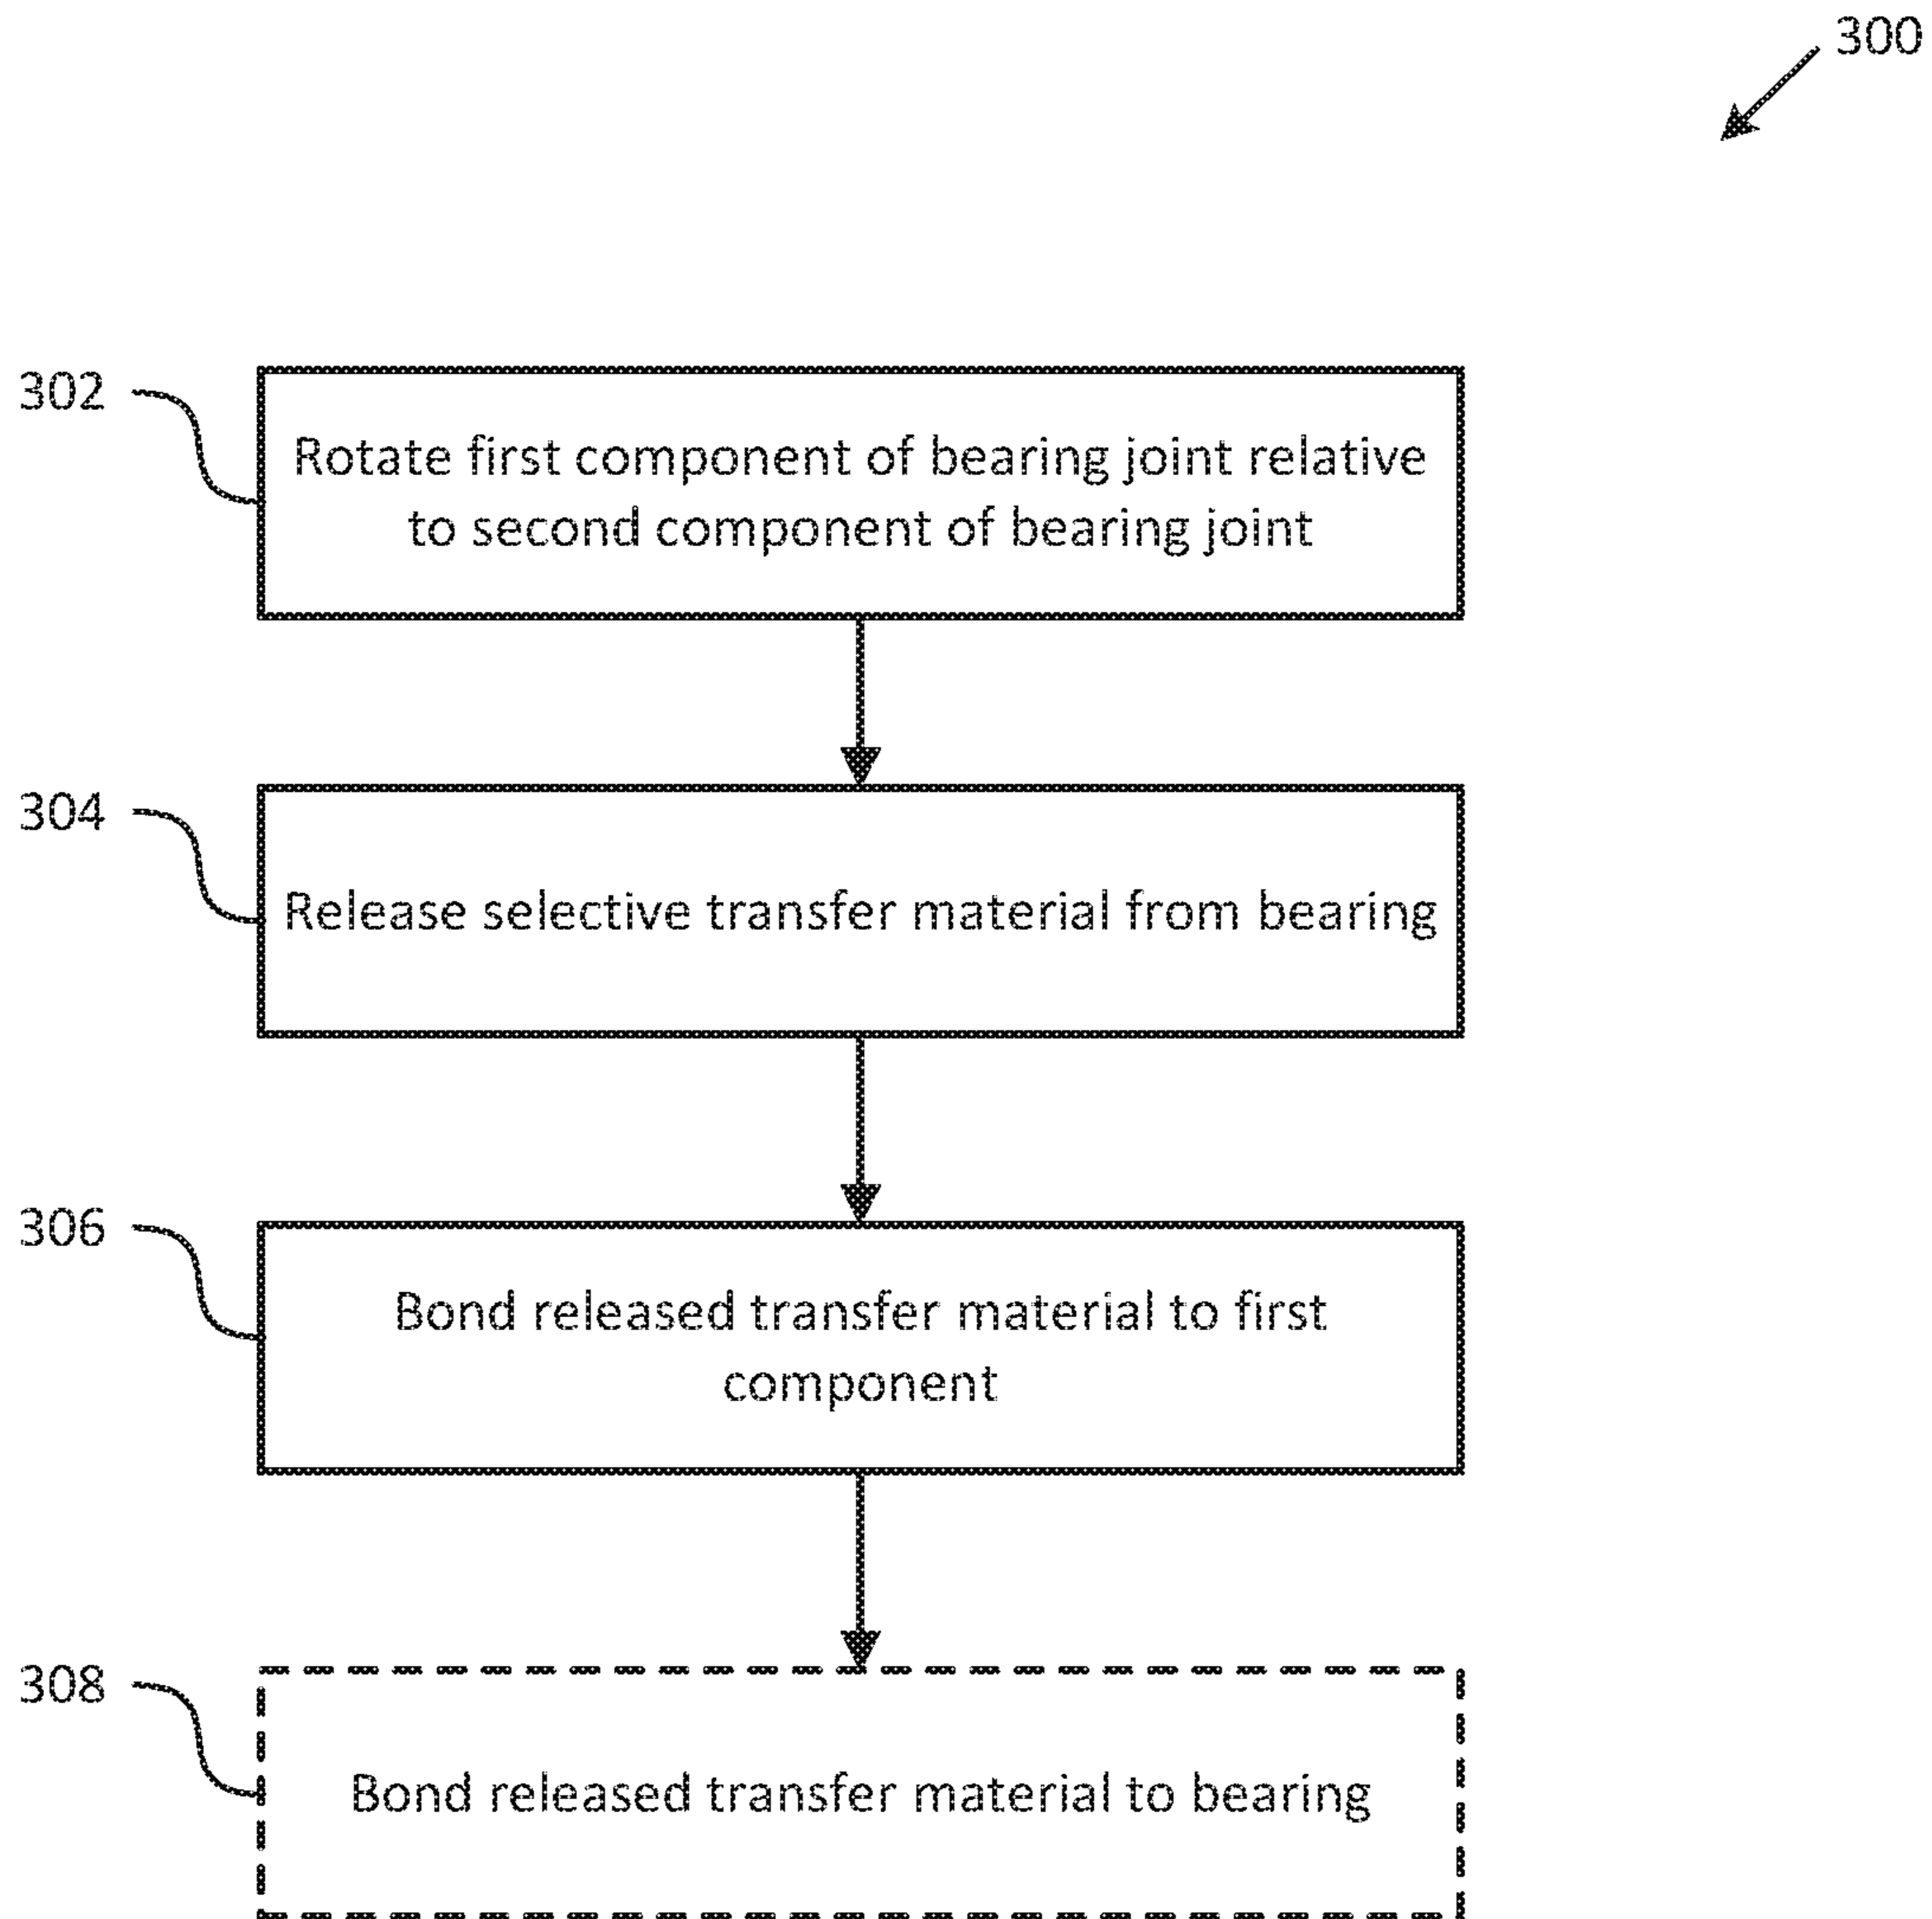 300
302
Rotate first component of bearing joint relative
to second component of bearing joint
304
Release selective transfer material from bearing
306
Bond released transfer material to first
component
308
Bond released transfer material to bearing